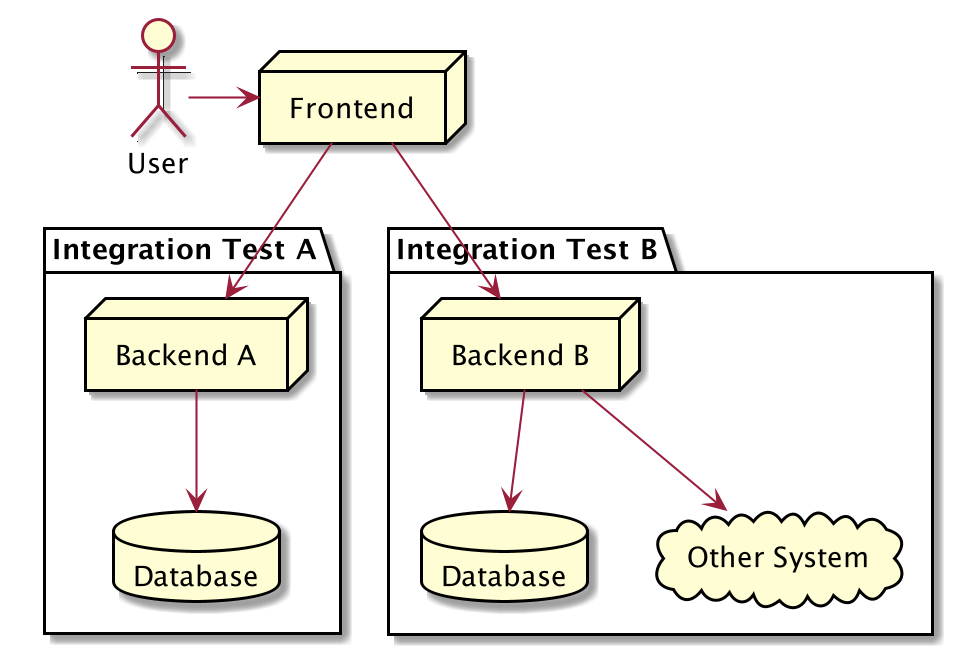 Frontend
User
Integration Test A
Integration Test B
Backend A
Backend B
Database
Database
Other System